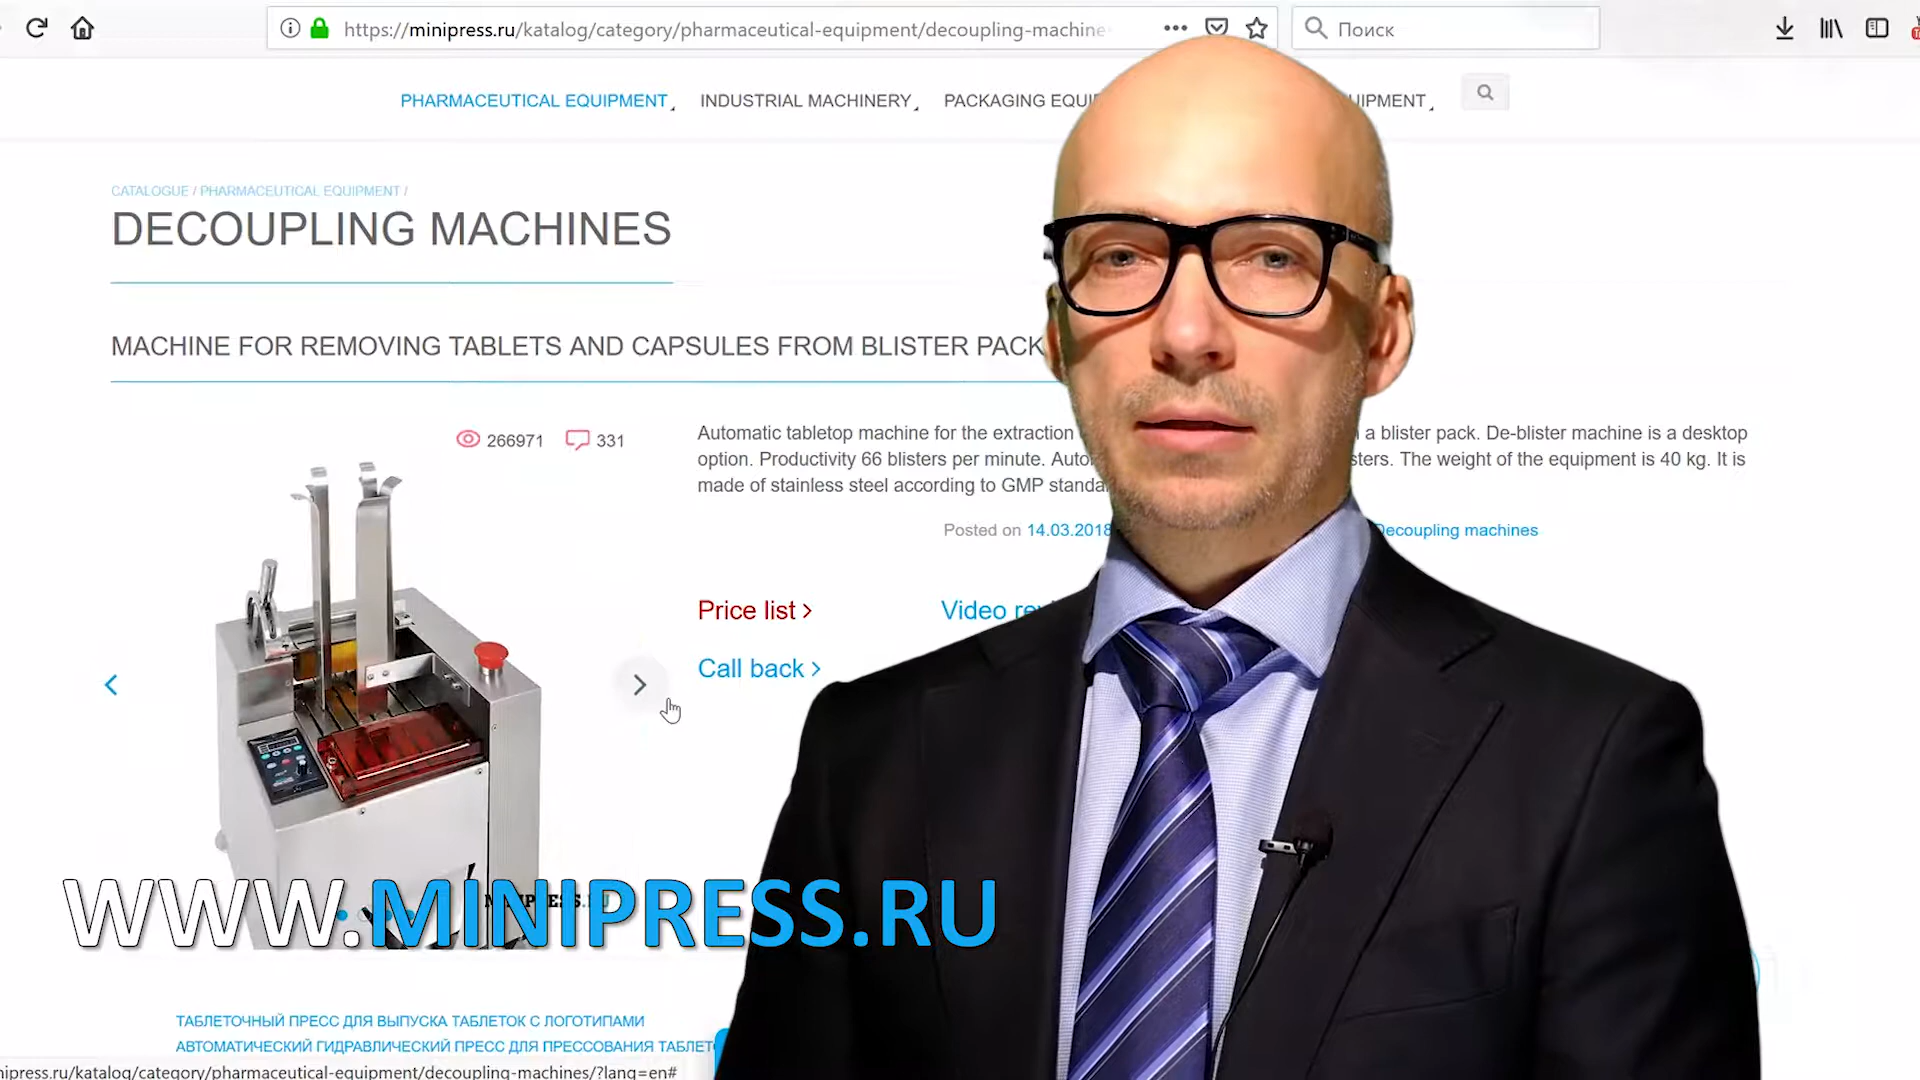 https://minipress.ru/katalog/category/pharmaceutical-equipment/decoupling-machine
Поиск
PHARMACEUTICAL EQUIPMENT
INDUSTRIAL MACHINERY
PACKAGING
CATALOGUE / PHARMACEUTICAL EQUIPMENT /
DECOUPLING MACHINES
MACHINE FOR REMOVING TABLETS AND CAPSULES FROM BLISTER PACK
266971
331
Automatic tabletop machine for the extraction
a blister pack. De-blister machine is a desktop
option. Productivity 66 blisters per minute.
The weight of the equipment is 40 kg. It is
made of stainless steel according to GMP
Posted on 14.03.2018
Decoupling machines
Price list
Video
Call back
WWW.MINIPRESS.RU
ТАБЛЕТОЧНЫЙ ПРЕСС ДЛЯ ВЫПУСКА ТАБЛЕТОК С ЛОГОТИПАМИ
АВТОМАТИЧЕСКИЙ ГИДРАВЛИЧЕСКИЙ ПРЕСС ДЛЯ ПРЕССОВАНИЯ
nipress.ru/katalog/category/pharmaceutical-equipment/decoupling-machines/?lang=en#